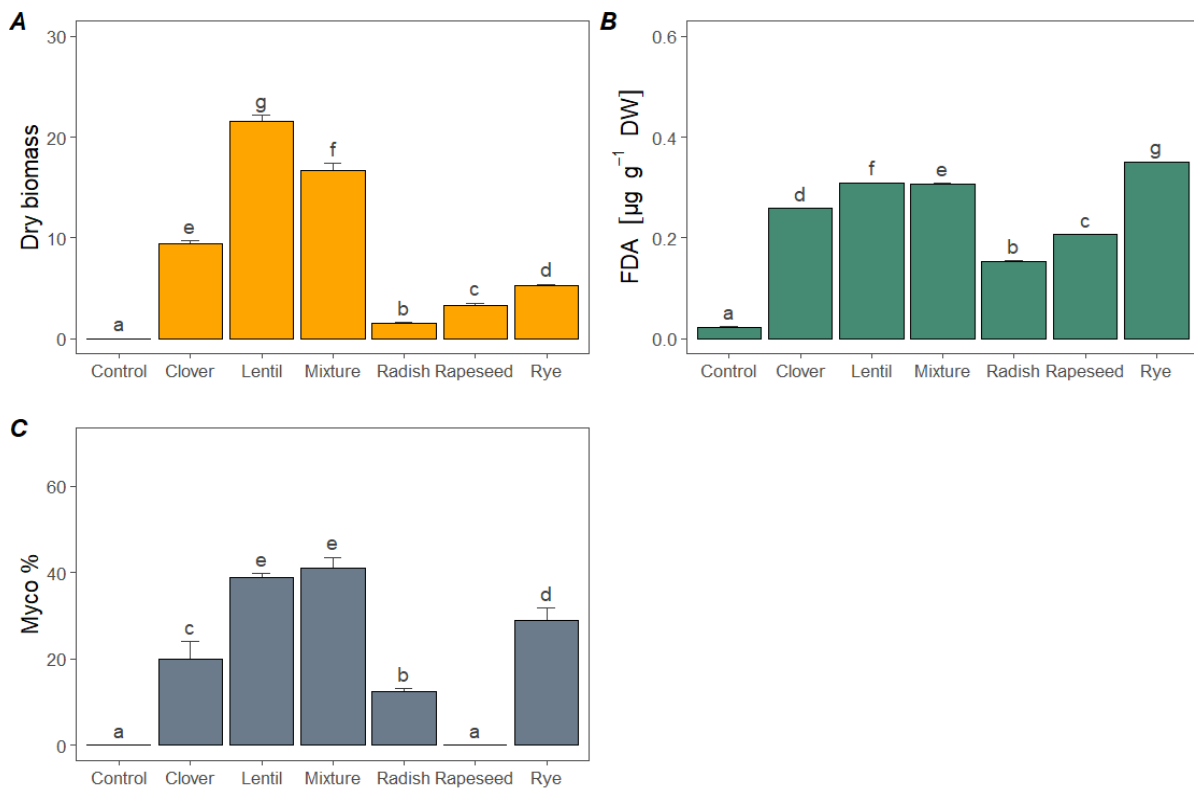 A
Dry biomass
30
20
10
0
a
e
g
f
b
c
d
Control Clover Lentil Mixture Radish Rapeseed Rye
B
FDA [µg g⁻¹ DW]
0.6
0.4
0.2
0.0
a
d
f
e
b
c
g
Control Clover Lentil Mixture Radish Rapeseed Rye
C
Myco %
60
40
20
0
a
c
e
e
b
a
d
Control Clover Lentil Mixture Radish Rapeseed Rye